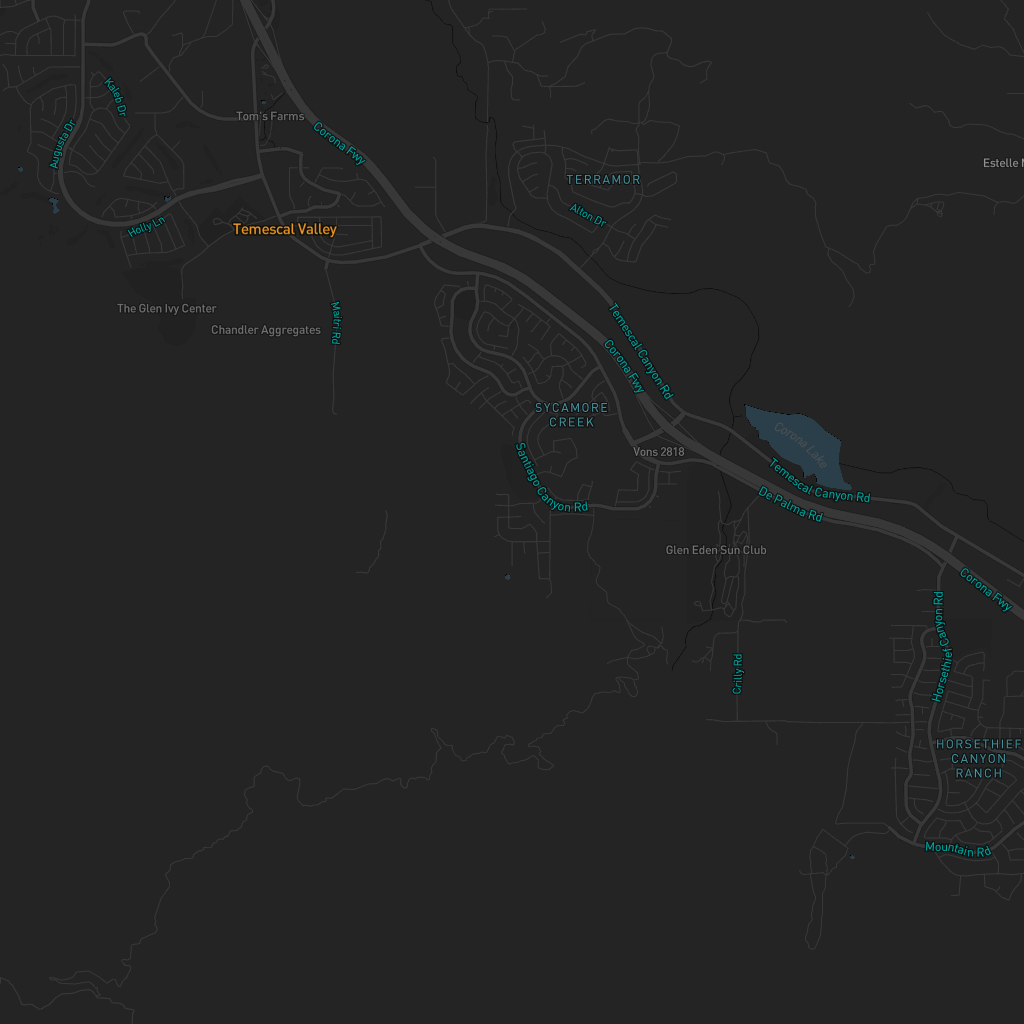 Kaleb Dr
Tom's Farms
Augusta Dr
Corona Fwy
Estelle M
TERRAMOR
Alton Dr
Holly Ln
Temescal Valley
The Glen Ivy Center
Maitri Rd
Chandler Aggregates
Temescal Canyon Rd
Corona Fwy
SYCAMORE
CREEK
Corona Lake
Vons 2818
Santiago Canyon Rd
Temescal Canyon Rd
De Palma Rd
Glen Eden Sun Club
Corona Fwy
Horsethief Canyon Rd
Crilly Rd
HORSETHIEF
CANYON
RANCH
Mountain Rd